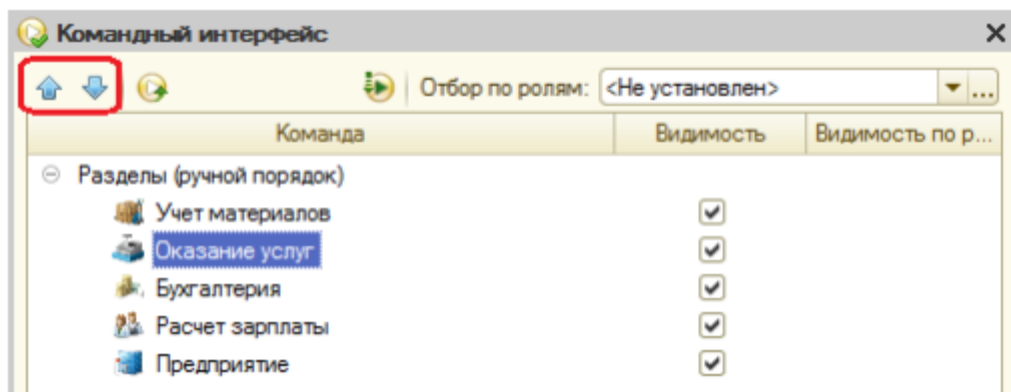 Командный интерфейс
Отбор по ролям: <Не установлен>
Команда Видимость Видимость по р...
Разделы (ручной порядок)
Учет материалов
Оказание услуг
Бухгалтерия
Расчет зарплаты
Предприятие